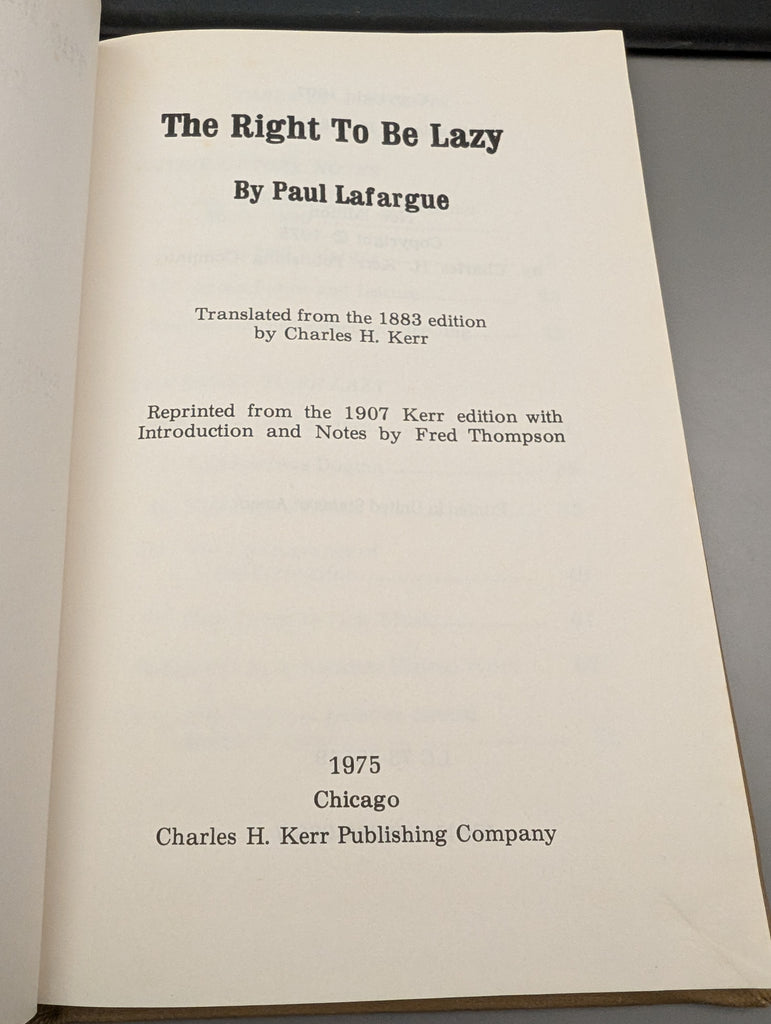 The Right To Be Lazy
By Paul Lafargue
Translated from the 1883 edition
by Charles H. Kerr
Reprinted from the 1907 Kerr edition with
Introduction and Notes by Fred Thompson
1975
Chicago
Charles H. Kerr Publishing Company